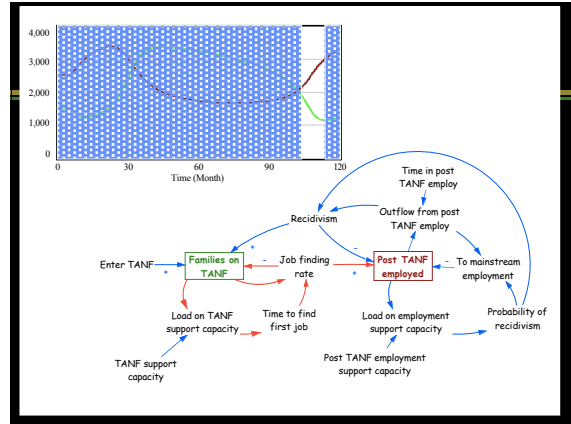 4,000
3,000
2,000
1,000
0
0
30
60
90
120
Time (Month)
Time in post
TANF employ
Recidivism
Outflow from post
TANF employ
Enter TANF
+
Families on
TANF
+
-
Job finding
rate
+
-
Post TANF
employed
-
To mainstream
employment
Load on TANF
support capacity
Time to find
first job
Load on employment
support capacity
Probability of
recidivism
TANF support
capacity
Post TANF employment
support capacity